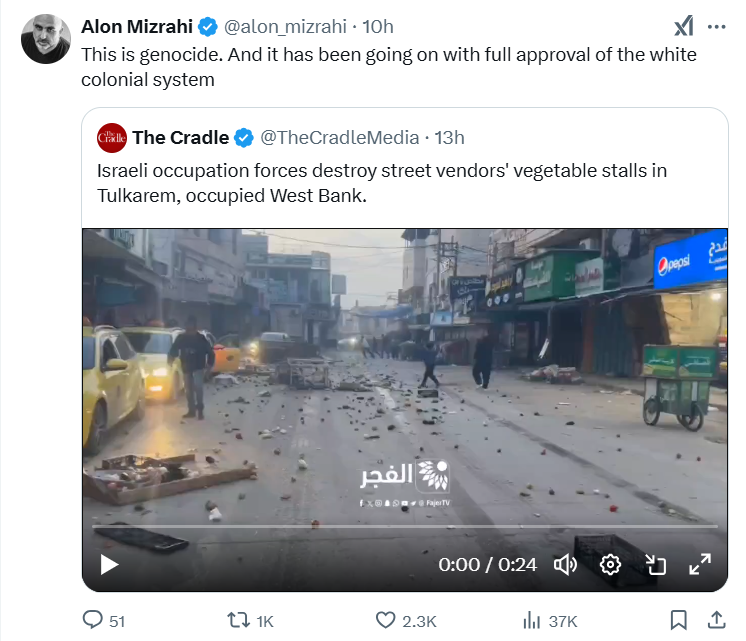 Alon Mizrahi @alon_mizrahi · 10h
This is genocide. And it has been going on with full approval of the white
colonial system
The Cradle
The Cradle @TheCradleMedia · 13h
Israeli occupation forces destroy street vendors' vegetable stalls in
Tulkarem, occupied West Bank.
pepsi
الفجر
@ FajerTV
0:00 / 0:24
51
1K
2.3K
37K